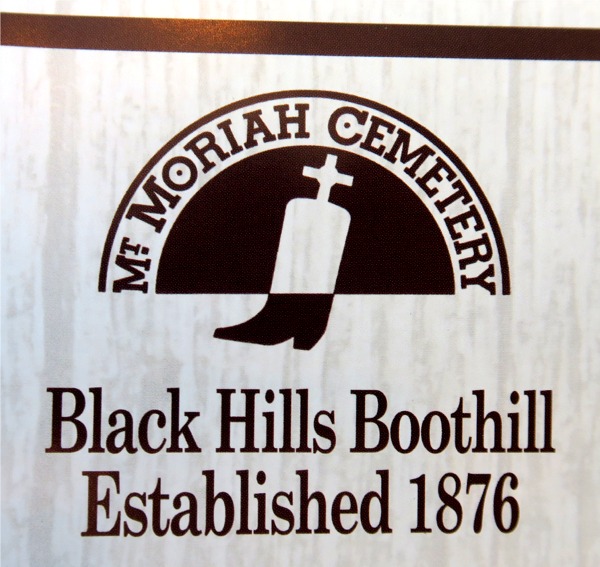 Mt. Moriah Cemetery
Black Hills Boothill
Established 1876